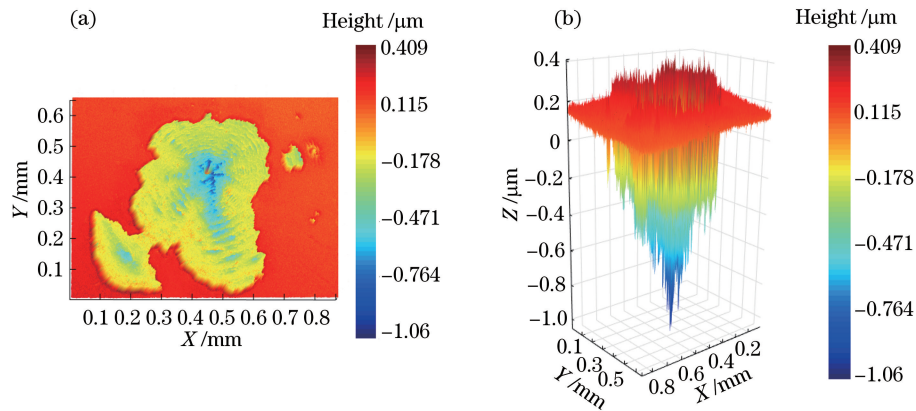 (a)
Height /μm
0.409
0.115
-0.178
-0.471
-0.764
-1.06
Y /mm
0.6
0.5
0.4
0.3
0.2
0.1
0.1 0.2 0.3 0.4 0.5 0.6 0.7 0.8
X /mm
(b)
Height /μm
0.409
0.115
-0.178
-0.471
-0.764
-1.06
Z /μm
0.4
0.2
0
-0.2
-0.4
-0.6
-0.8
-1.0
0.1 0.3 0.5
Y /mm
0.8 0.6 0.4 0.2
X /mm